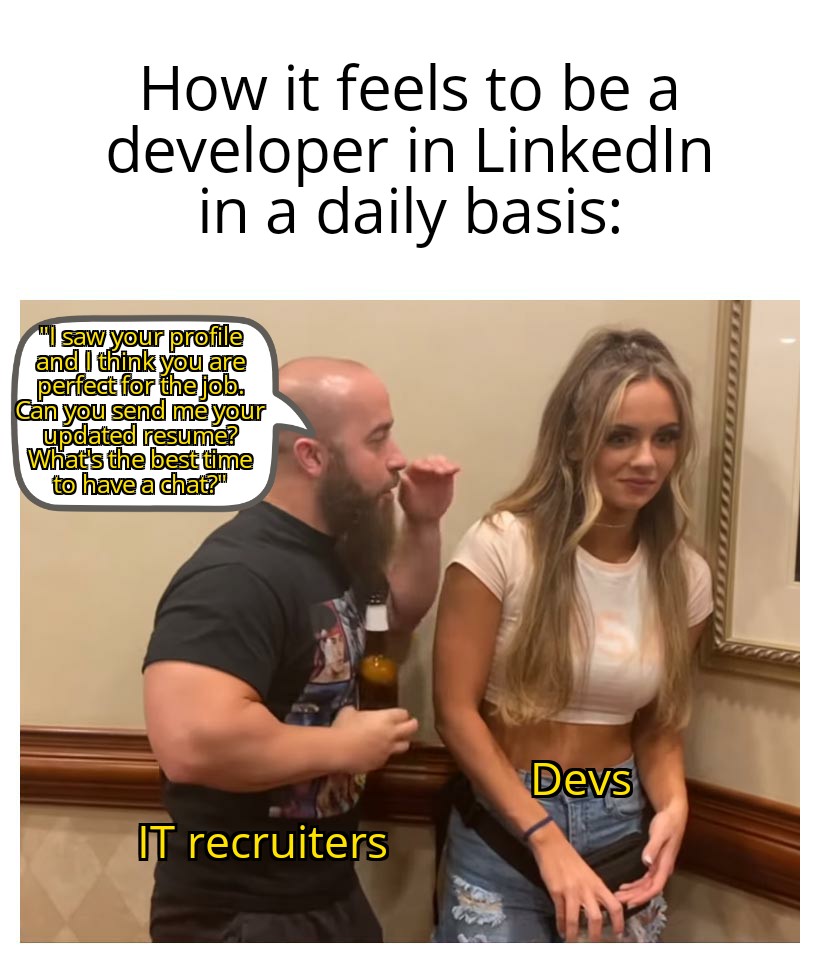 How it feels to be a
developer in LinkedIn
in a daily basis:
"I saw your profile
and I think you are
perfect for the job.
Can you send me your
updated resume?
What's the best time
to have a chat?"
Devs
IT recruiters